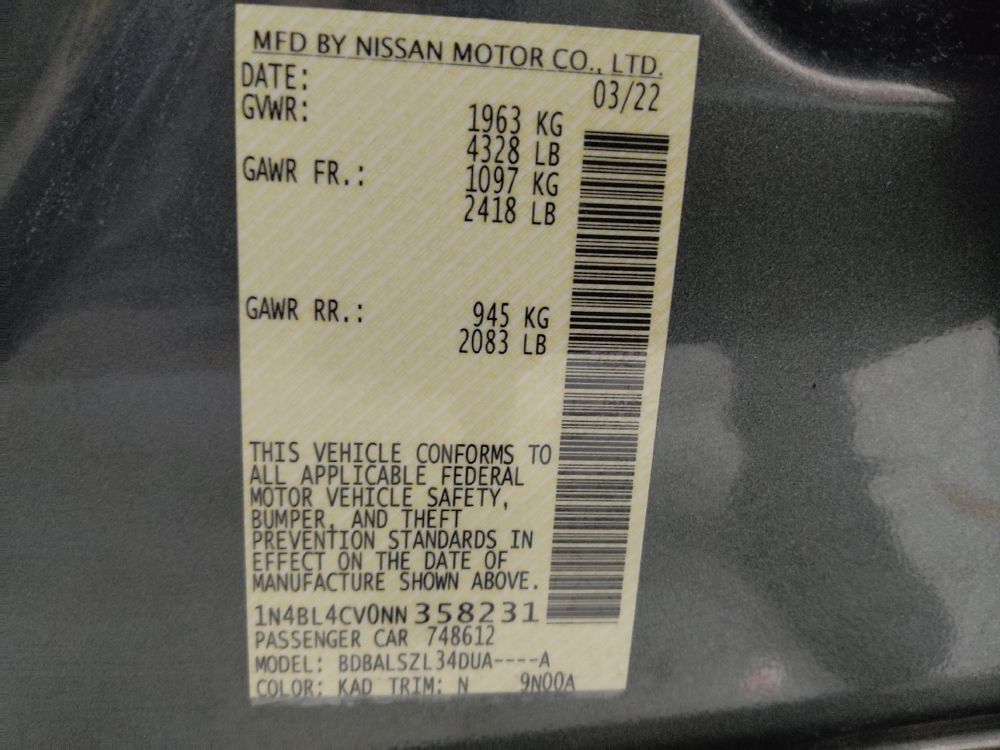 MFD BY NISSAN MOTOR CO., LTD.
DATE: 03/22
GVWR: 1963 KG
4328 LB
GAWR FR.: 1097 KG
2418 LB
GAWR RR.: 945 KG
2083 LB
THIS VEHICLE CONFORMS TO
ALL APPLICABLE FEDERAL
MOTOR VEHICLE SAFETY,
BUMPER, AND THEFT
PREVENTION STANDARDS IN
EFFECT ON THE DATE OF
MANUFACTURE SHOWN ABOVE.
1N4BL4CV0NN358231
PASSENGER CAR 748612
MODEL: BDBALSZL34DUA----A
COLOR: KAD TRIM: N 9N00A